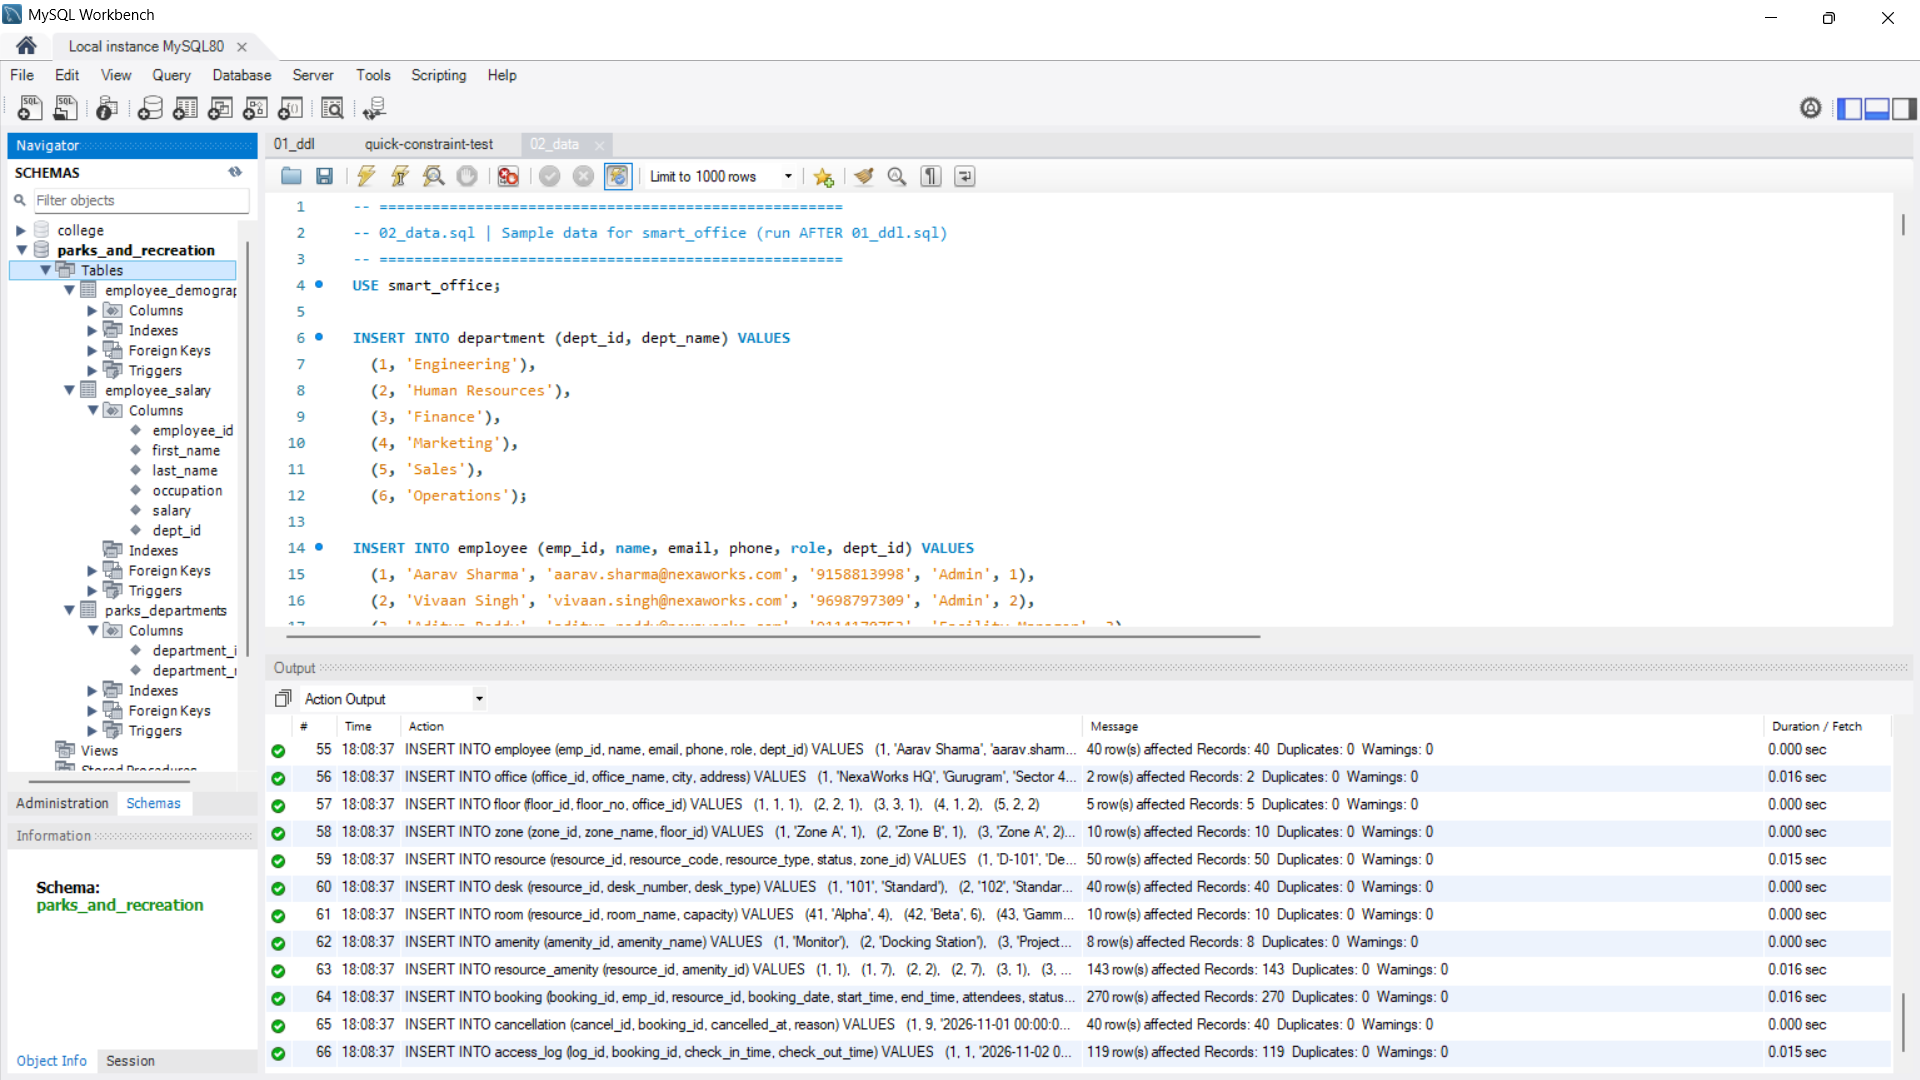 MySQL Workbench
Local instance MySQL80
File Edit View Query Database Server Tools Scripting Help
Navigator
SCHEMAS
Filter objects
college
parks_and_recreation
Tables
employee_demograp
Columns
Indexes
Foreign Keys
Triggers
employee_salary
Columns
employee_id
first_name
last_name
occupation
salary
dept_id
Indexes
Foreign Keys
Triggers
parks_departments
Columns
department_i
department_
Indexes
Foreign Keys
Triggers
Views
Stored Procedures
Administration Schemas
Information
Schema:
parks_and_recreation
Object Info Session
01_ddl quick-constraint-test 02_data
Limit to 1000 rows
1 -- =====================================================
2 -- 02_data.sql | Sample data for smart_office (run AFTER 01_ddl.sql)
3 -- =====================================================
4 USE smart_office;
5
6 INSERT INTO department (dept_id, dept_name) VALUES
7 (1, 'Engineering'),
8 (2, 'Human Resources'),
9 (3, 'Finance'),
10 (4, 'Marketing'),
11 (5, 'Sales'),
12 (6, 'Operations');
13
14 INSERT INTO employee (emp_id, name, email, phone, role, dept_id) VALUES
15 (1, 'Aarav Sharma', 'aarav.sharma@nexaworks.com', '9158813998', 'Admin', 1),
16 (2, 'Vivaan Singh', 'vivaan.singh@nexaworks.com', '9698797309', 'Admin', 2),
Output
Action Output
# Time Action Message Duration / Fetch
55 18:08:37 INSERT INTO employee (emp_id, name, email, phone, role, dept_id) VALUES (1, 'Aarav Sharma', 'aarav.sharm... 40 row(s) affected Records: 40 Duplicates: 0 Warnings: 0 0.000 sec
56 18:08:37 INSERT INTO office (office_id, office_name, city, address) VALUES (1, 'NexaWorks HQ', 'Gurugram', 'Sector 4... 2 row(s) affected Records: 2 Duplicates: 0 Warnings: 0 0.016 sec
57 18:08:37 INSERT INTO floor (floor_id, floor_no, office_id) VALUES (1, 1, 1), (2, 2, 1), (3, 3, 1), (4, 1, 2), (5, 2, 2) 5 row(s) affected Records: 5 Duplicates: 0 Warnings: 0 0.000 sec
58 18:08:37 INSERT INTO zone (zone_id, zone_name, floor_id) VALUES (1, 'Zone A', 1), (2, 'Zone B', 1), (3, 'Zone A', 2)... 10 row(s) affected Records: 10 Duplicates: 0 Warnings: 0 0.000 sec
59 18:08:37 INSERT INTO resource (resource_id, resource_code, resource_type, status, zone_id) VALUES (1, 'D-101', 'De... 50 row(s) affected Records: 50 Duplicates: 0 Warnings: 0 0.015 sec
60 18:08:37 INSERT INTO desk (resource_id, desk_number, desk_type) VALUES (1, '101', 'Standard'), (2, '102', 'Standar... 40 row(s) affected Records: 40 Duplicates: 0 Warnings: 0 0.000 sec
61 18:08:37 INSERT INTO room (resource_id, room_name, capacity) VALUES (41, 'Alpha', 4), (42, 'Beta', 6), (43, 'Gamm... 10 row(s) affected Records: 10 Duplicates: 0 Warnings: 0 0.000 sec
62 18:08:37 INSERT INTO amenity (amenity_id, amenity_name) VALUES (1, 'Monitor'), (2, 'Docking Station'), (3, 'Project... 8 row(s) affected Records: 8 Duplicates: 0 Warnings: 0 0.000 sec
63 18:08:37 INSERT INTO resource_amenity (resource_id, amenity_id) VALUES (1, 1), (1, 7), (2, 2), (2, 7), (3, 1), (3, ... 143 row(s) affected Records: 143 Duplicates: 0 Warnings: 0 0.016 sec
64 18:08:37 INSERT INTO booking (booking_id, emp_id, resource_id, booking_date, start_time, end_time, attendees, status... 270 row(s) affected Records: 270 Duplicates: 0 Warnings: 0 0.016 sec
65 18:08:37 INSERT INTO cancellation (cancel_id, booking_id, cancelled_at, reason) VALUES (1, 9, '2026-11-01 00:00:0... 40 row(s) affected Records: 40 Duplicates: 0 Warnings: 0 0.000 sec
66 18:08:37 INSERT INTO access_log (log_id, booking_id, check_in_time, check_out_time) VALUES (1, 1, '2026-11-02 0... 119 row(s) affected Records: 119 Duplicates: 0 Warnings: 0 0.015 sec